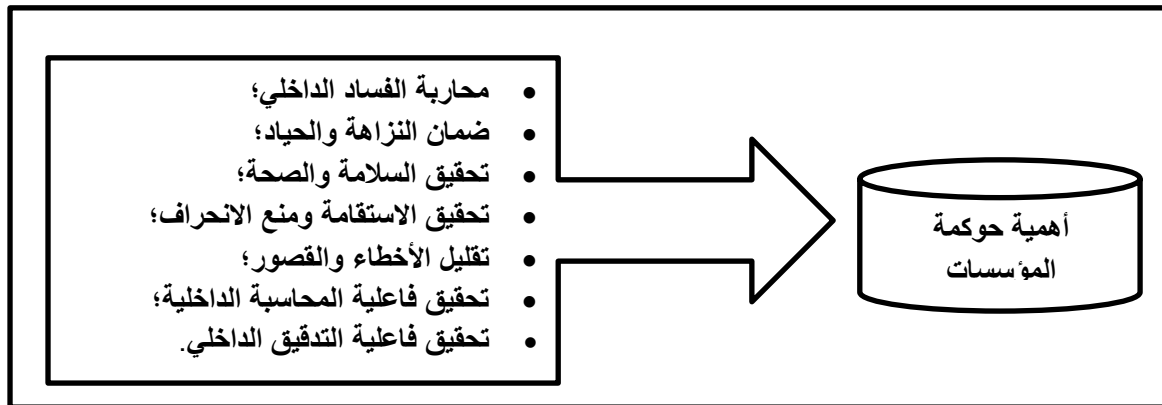 • محاربة الفساد الداخلي؛
• ضمان النزاهة والحياد؛
• تحقيق السلامة والصحة؛
• تحقيق الاستقامة ومنع الانحراف؛
• تقليل الأخطاء والقصور؛
• تحقيق فاعلية المحاسبة الداخلية؛
• تحقيق فاعلية التدقيق الداخلي.
أهمية حوكمة
المؤسسات